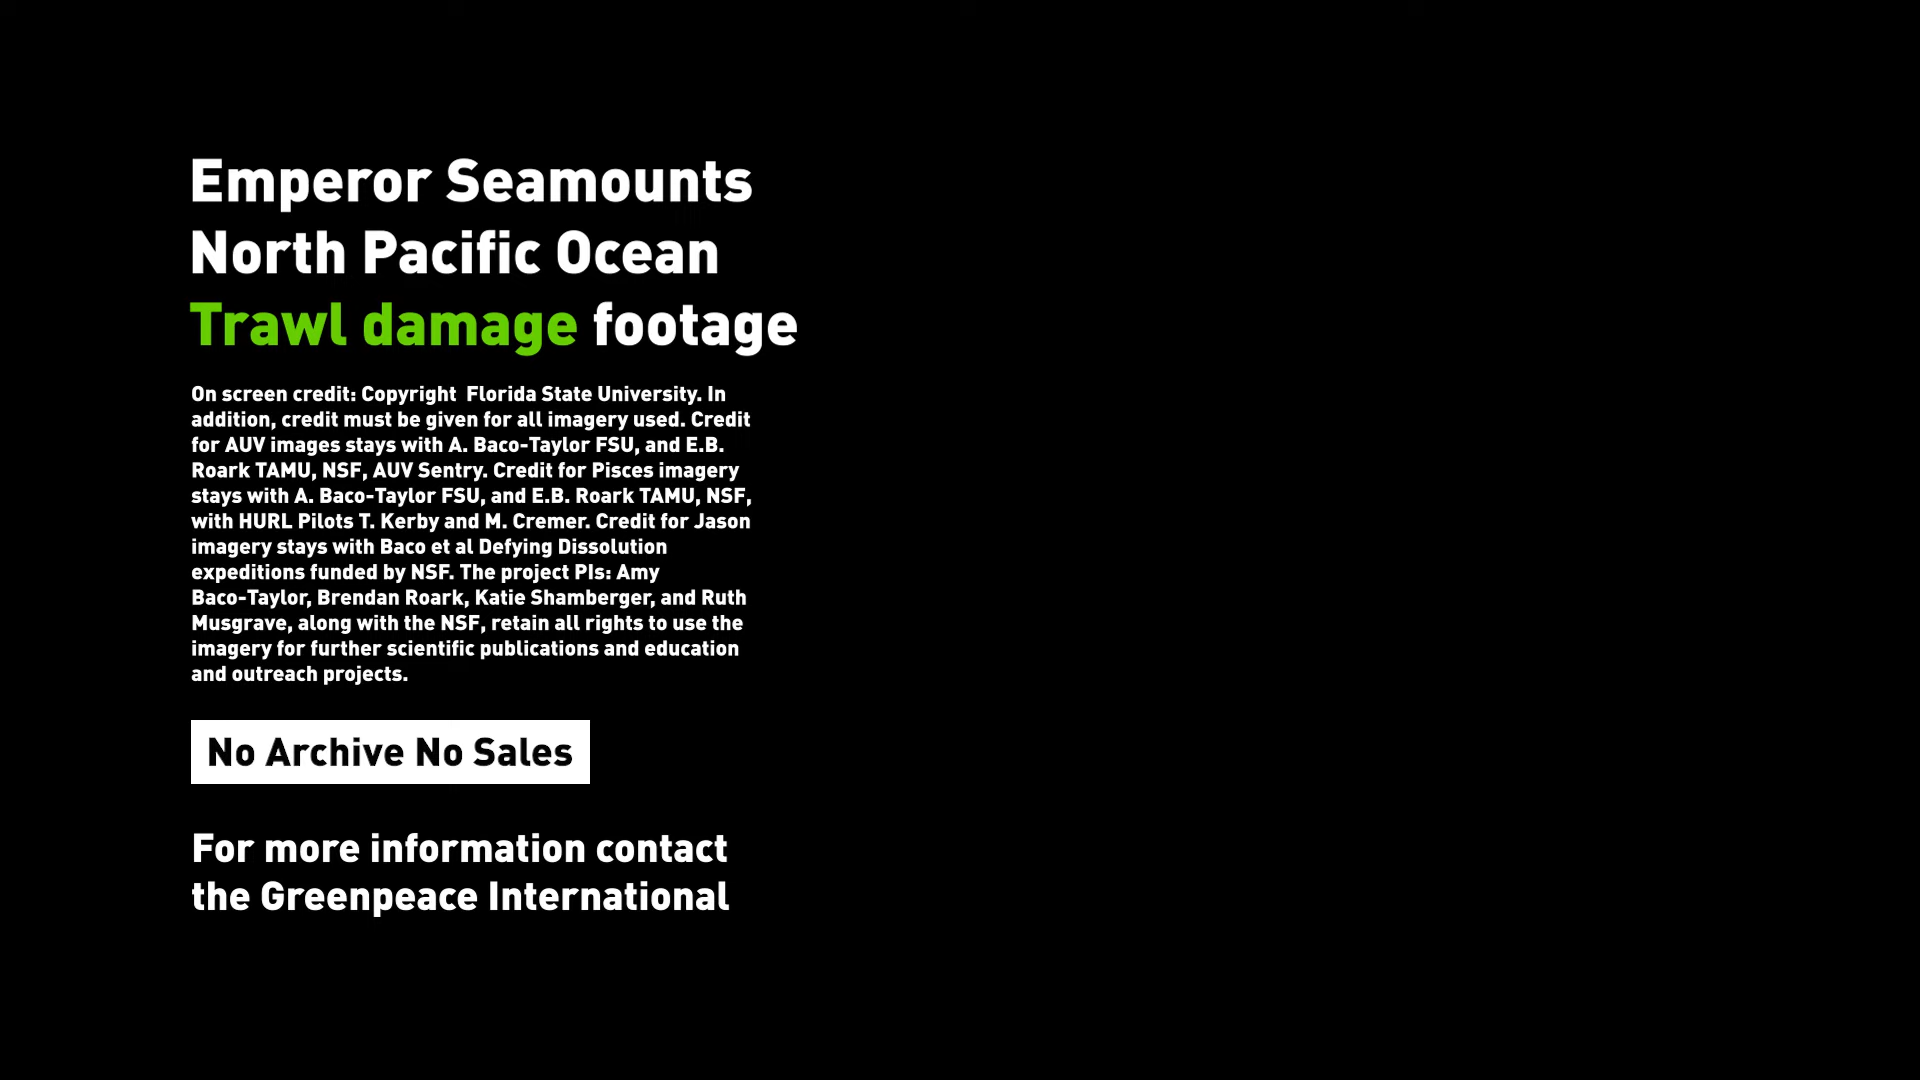 Emperor Seamounts
North Pacific Ocean
Trawl damage footage
On screen credit: Copyright  Florida State University. In
addition, credit must be given for all imagery used. Credit
for AUV images stays with A. Baco-Taylor FSU, and E.B.
Roark TAMU, NSF, AUV Sentry. Credit for Pisces imagery
stays with A. Baco-Taylor FSU, and E.B. Roark TAMU, NSF,
with HURL Pilots T. Kerby and M. Cremer. Credit for Jason
imagery stays with Baco et al Defying Dissolution
expeditions funded by NSF. The project PIs: Amy
Baco-Taylor, Brendan Roark, Katie Shamberger, and Ruth
Musgrave, along with the NSF, retain all rights to use the
imagery for further scientific publications and education
and outreach projects.
No Archive No Sales
For more information contact
the Greenpeace International